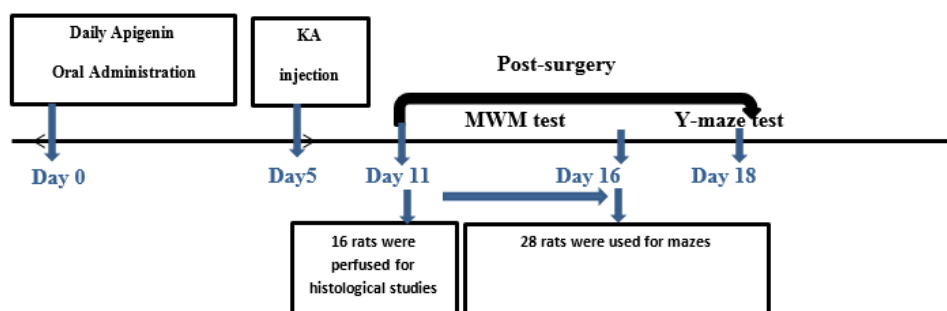 Daily Apigenin
Oral Administration
KA
injection
Post-surgery
MWM test
Y-maze test
Day 0
Day5
Day 11
Day 16
Day 18
16 rats were
perfused for
histological studies
28 rats were used for mazes